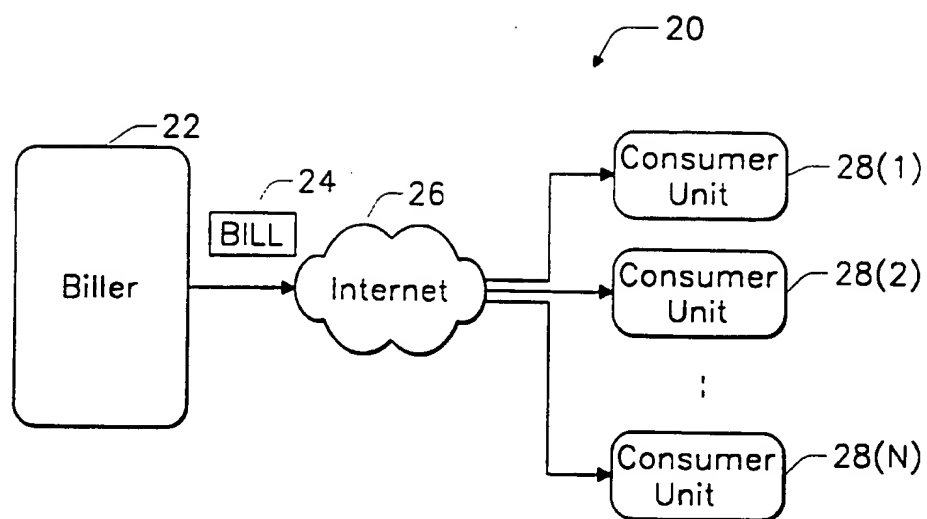 20
22
24
26
BILL
Biller
Internet
Consumer
Unit
28(1)
Consumer
Unit
28(2)
Consumer
Unit
28(N)